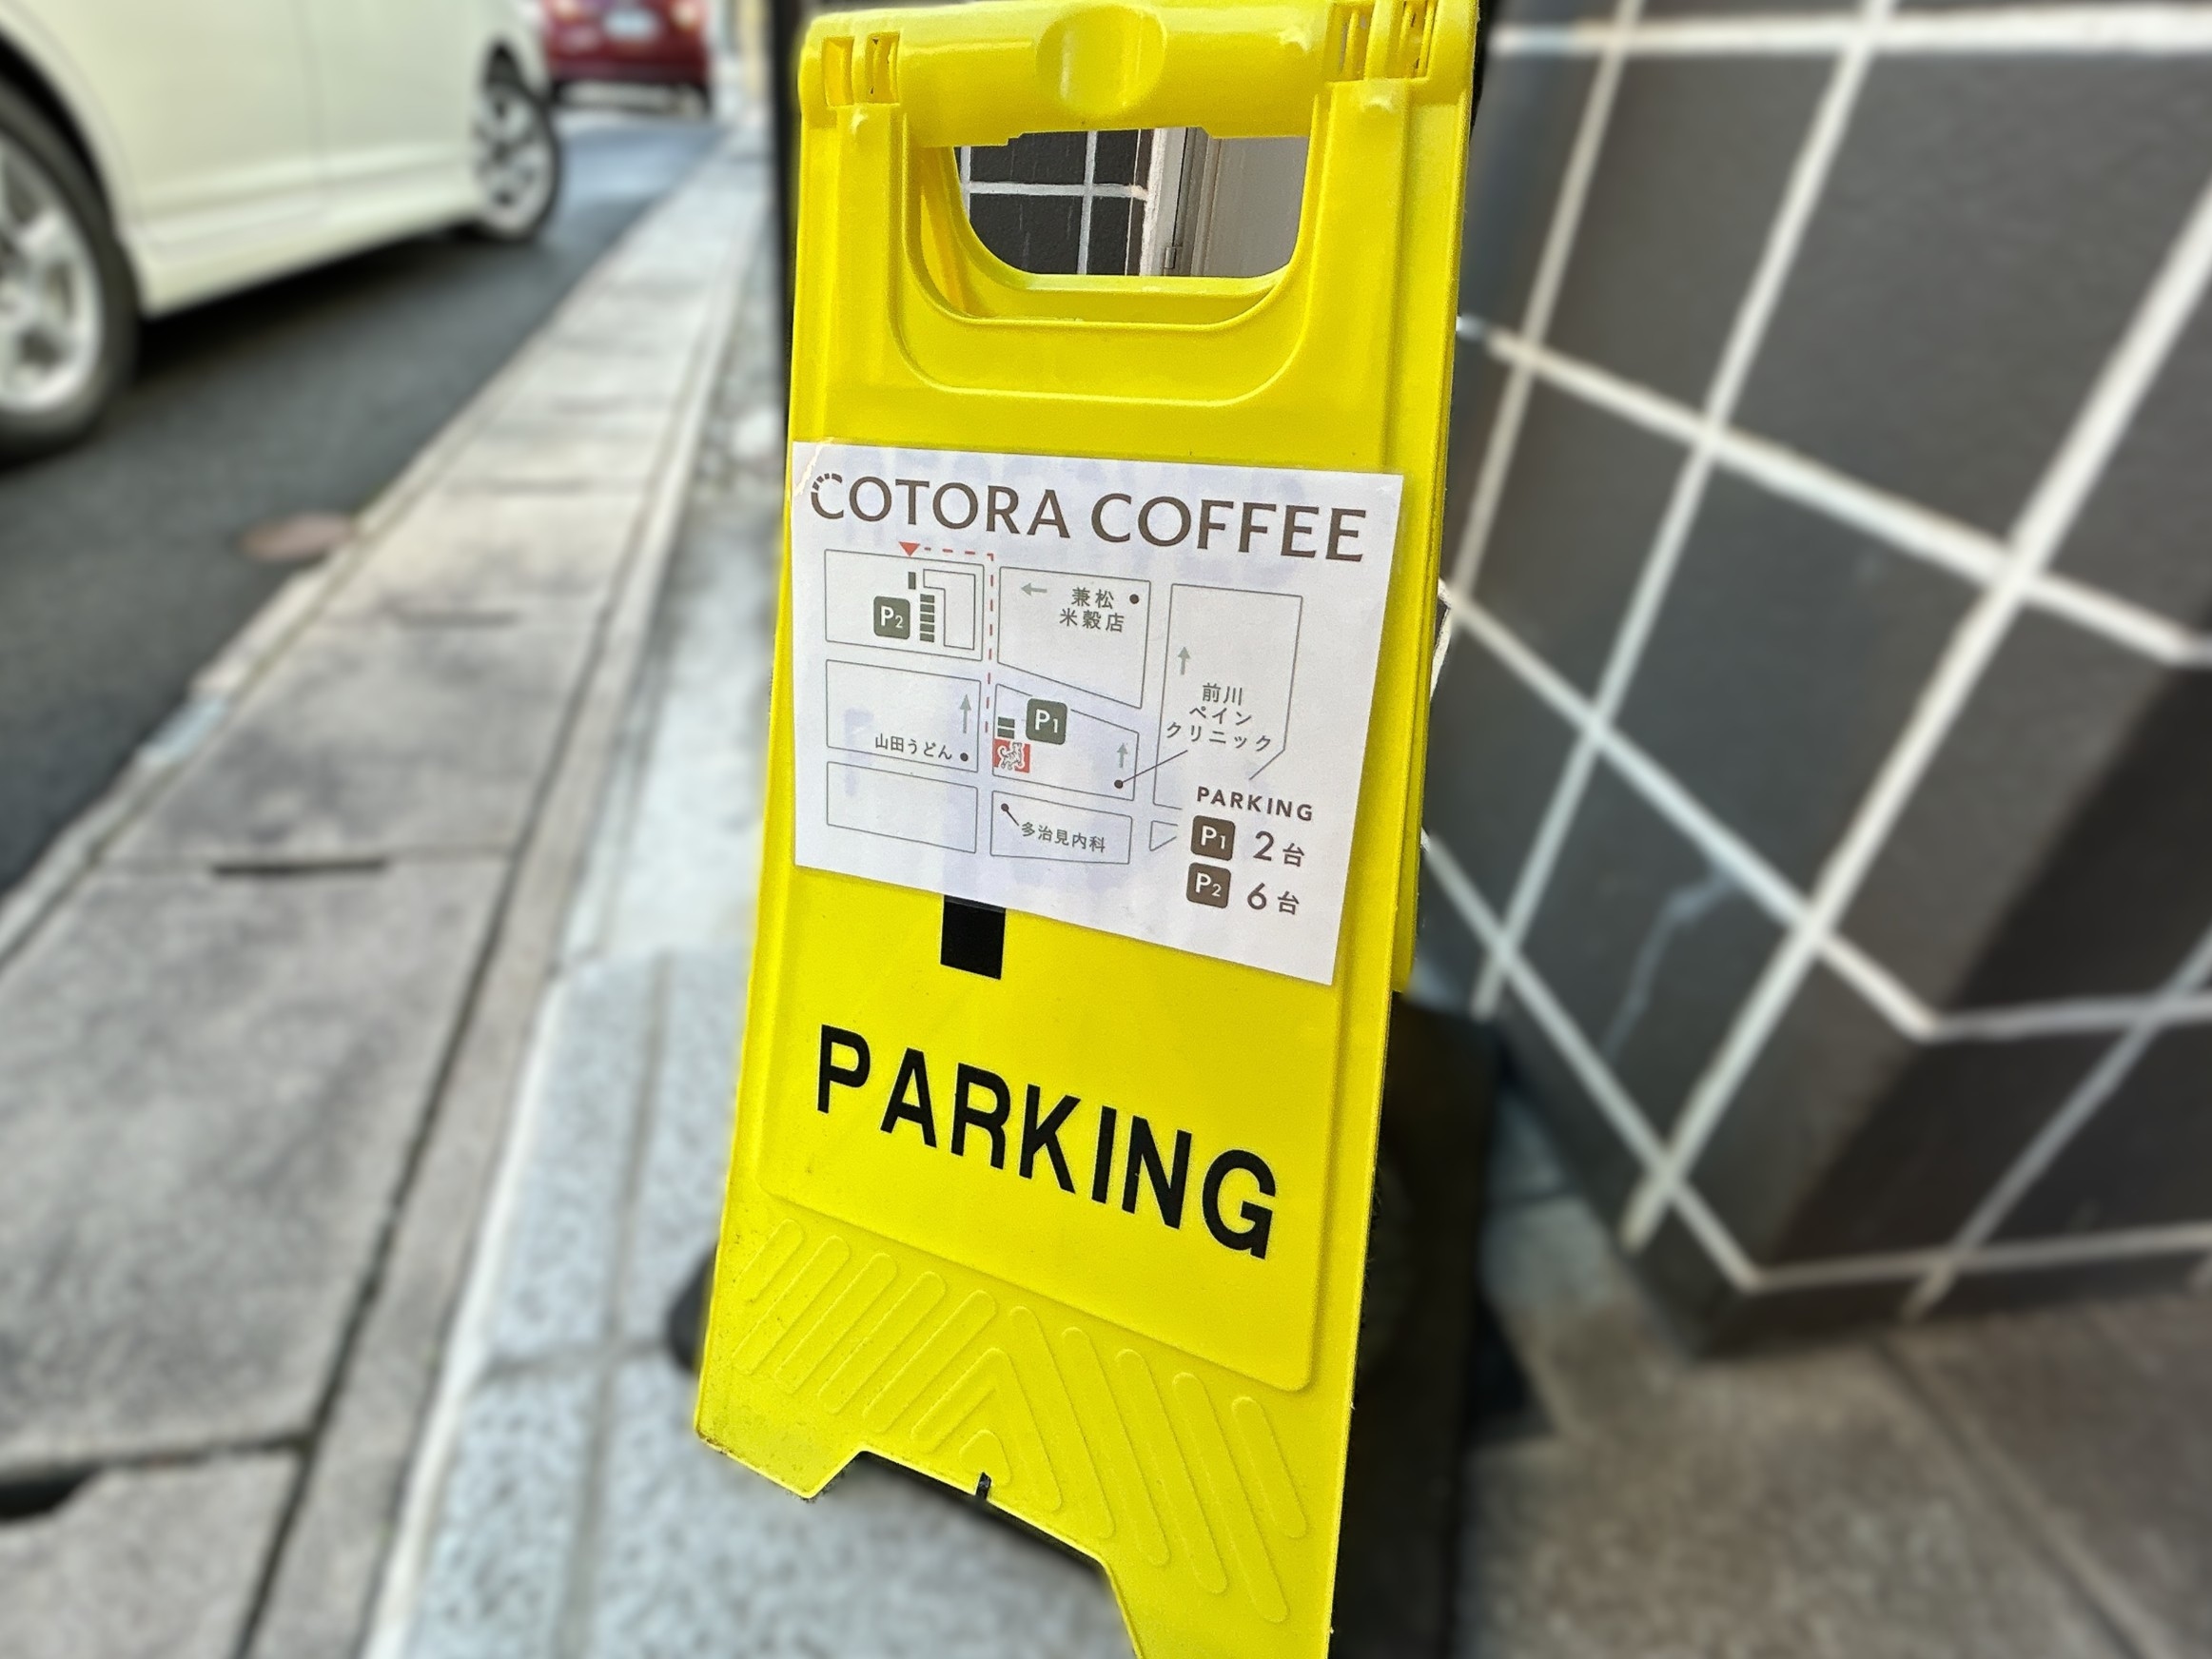 COTORA COFFEE
兼松
米穀店
P2
前川
ペイン
クリニック
P1
山田うどん
多治見内科
PARKING
P1 2台
P2 6台
PARKING